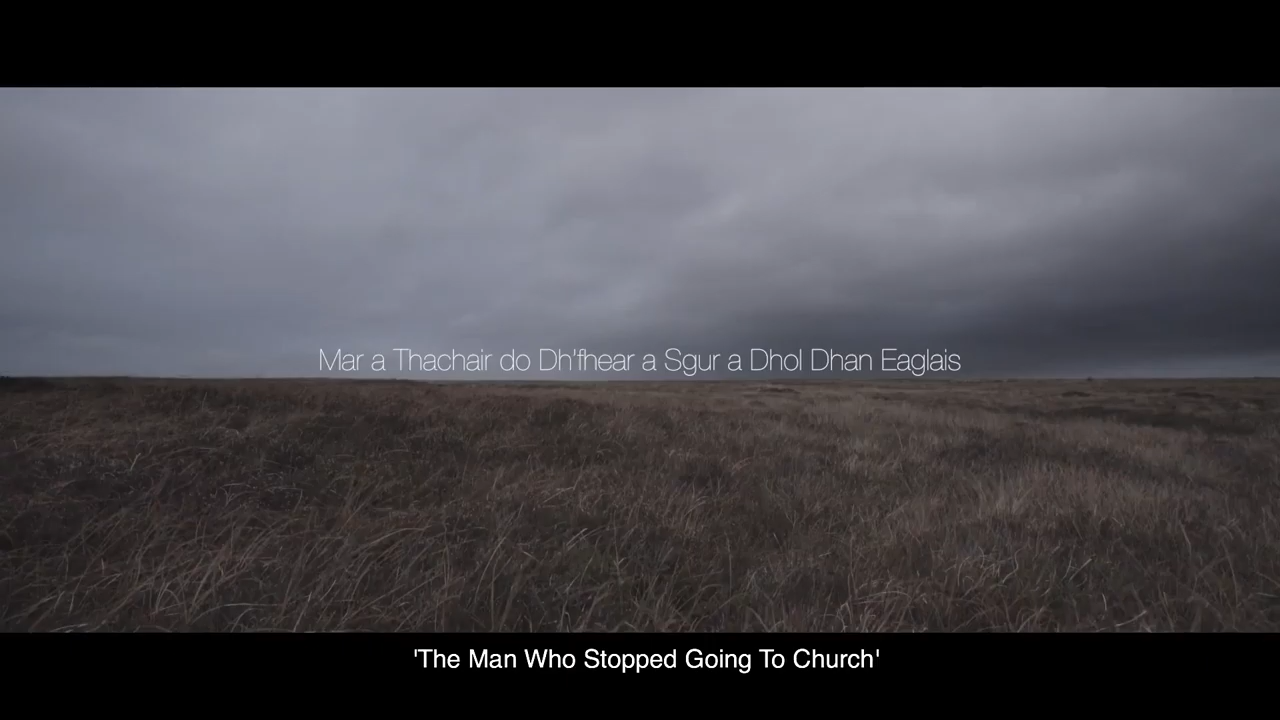 Mar a Thachair do Dh'fhear a Sgur a Dhol Dhan Eaglais
'The Man Who Stopped Going To Church'